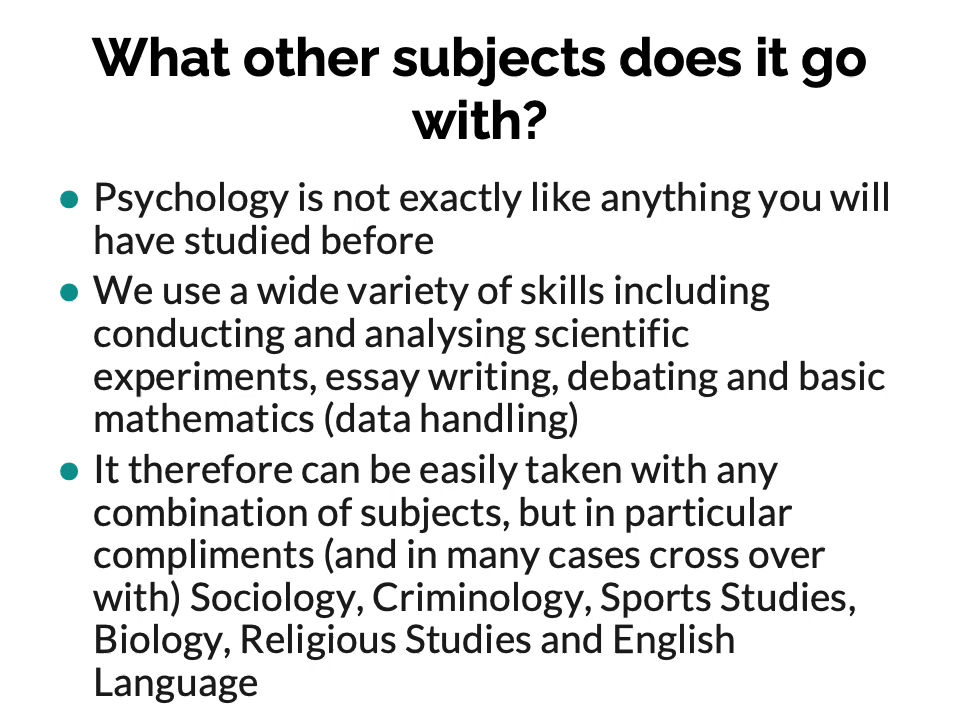 What other subjects does it go
with?
● Psychology is not exactly like anything you will
have studied before
● We use a wide variety of skills including
conducting and analysing scientific
experiments, essay writing, debating and basic
mathematics (data handling)
● It therefore can be easily taken with any
combination of subjects, but in particular
compliments (and in many cases cross over
with) Sociology, Criminology, Sports Studies,
Biology, Religious Studies and English
Language